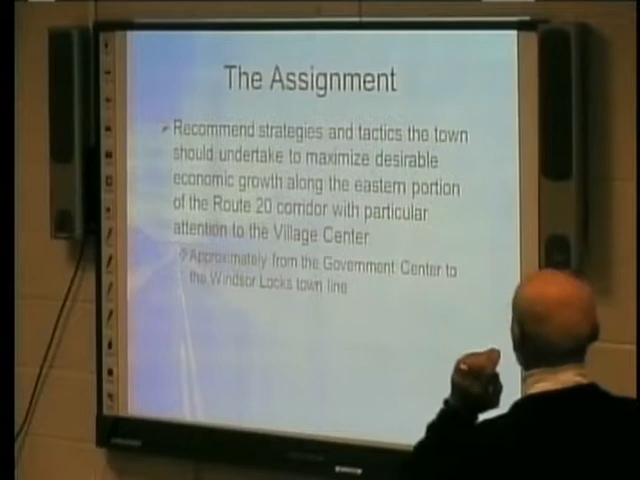 The Assignment
Recommend strategies and tactics the town
should undertake to maximize desirable
economic growth along the eastern portion
of the Route 20 corridor with particular
attention to the Village Center
Approximately from the Government Center to
the Windsor Locks town line